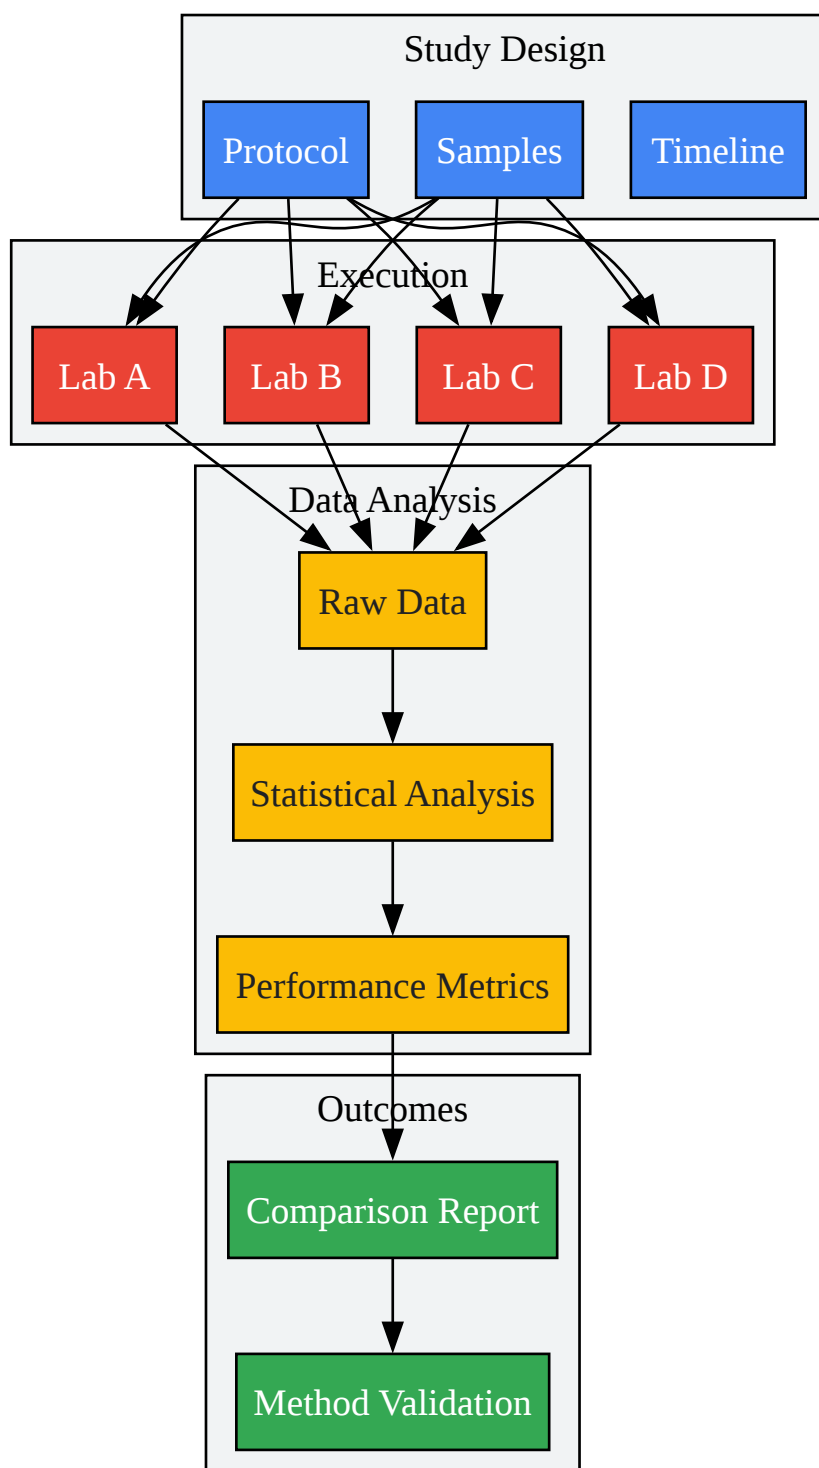 Study Design
Protocol
Samples
Timeline
Execution
Lab A
Lab B
Lab C
Lab D
Data Analysis
Raw Data
Statistical Analysis
Performance Metrics
Outcomes
Comparison Report
Method Validation